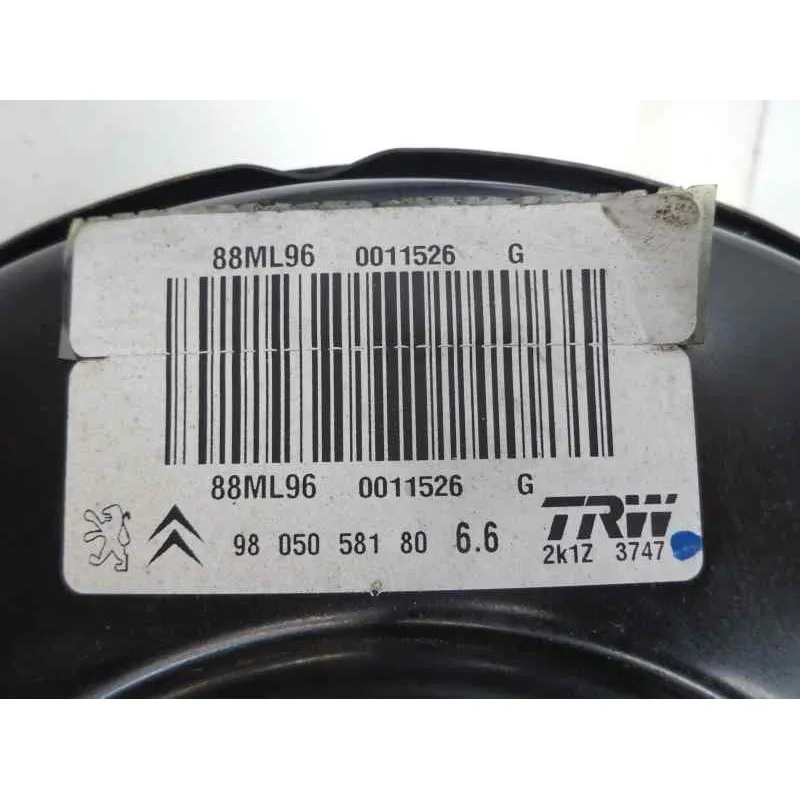 88ML96 0011526 G
88ML96 0011526 G
98 050 581 80 6.6 TRW
2k1Z 3747